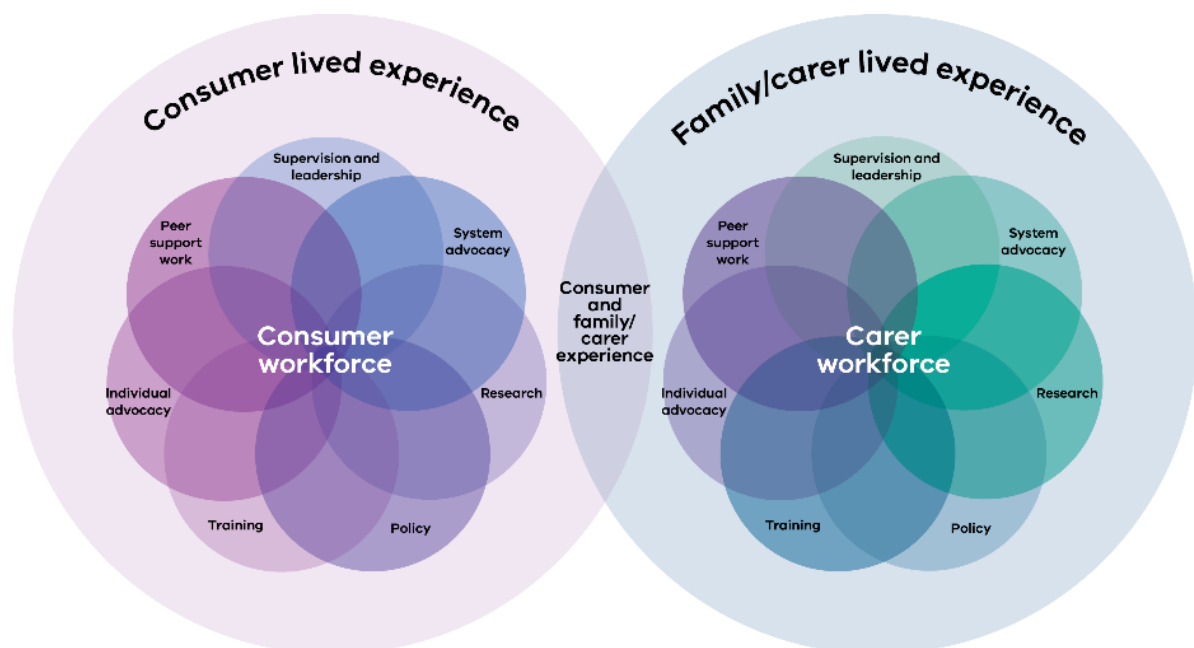 Consumer lived experience
Supervision and
leadership
Peer
support
work
System
advocacy
Consumer
workforce
Individual
advocacy
Research
Training
Policy
Consumer
and
family/
carer
experience
Family/carer lived experience
Supervision and
leadership
Peer
support
work
System
advocacy
Carer
workforce
Individual
advocacy
Research
Training
Policy